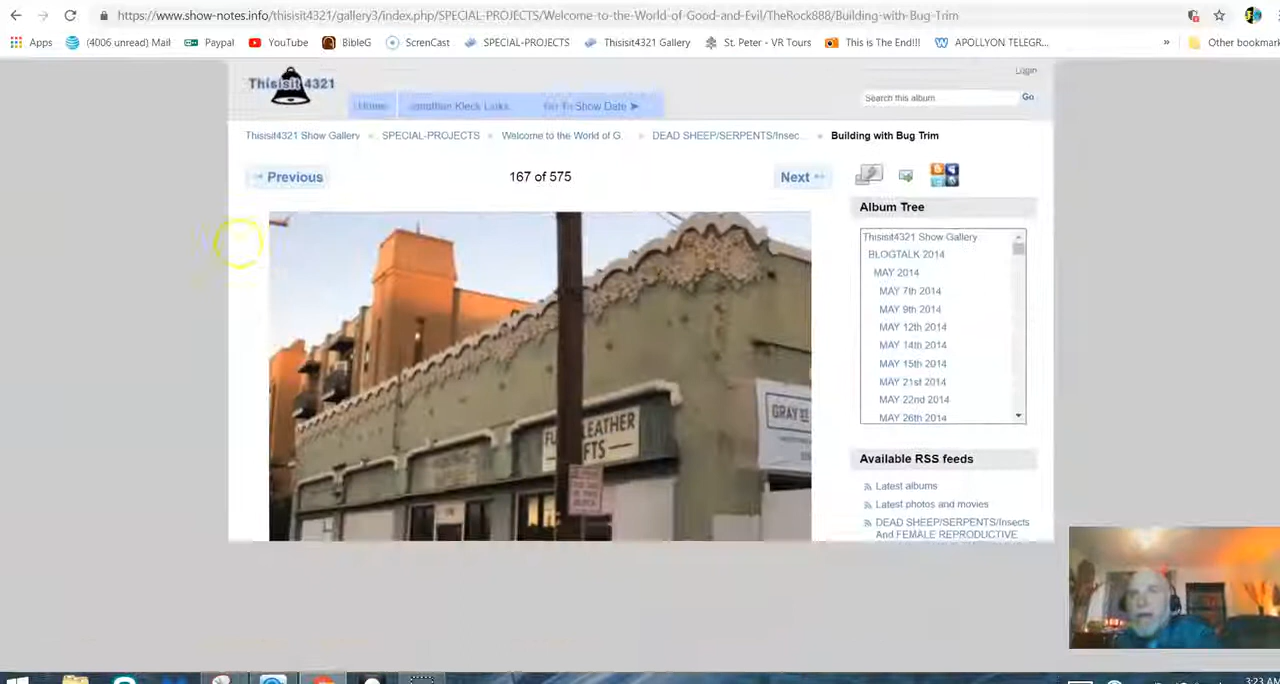 https://www.show-notes.info/thisisit4321/gallery3/index.php/SPECIAL-PROJECTS/Welcome-to-the-World-of-Good-and-Evil/TheRock888/Building-with-Bug-Trim
Apps (4006 unread) Mail Paypal YouTube BibleG ScrenCast SPECIAL-PROJECTS Thisisit4321 Gallery St. Peter - VR Tours This is The End!!! APOLLYON TELEGR... » Other bookmark
Thisisit 4321
Login
Home Jonathan Kleck Links Go To Show Date
Search this album Go
Thisisit4321 Show Gallery SPECIAL-PROJECTS Welcome to the World of G... DEAD SHEEP/SERPENTS/Insec... Building with Bug Trim
Previous 167 of 575 Next
Album Tree
Thisisit4321 Show Gallery
BLOGTALK 2014
MAY 2014
MAY 7th 2014
MAY 9th 2014
MAY 12th 2014
MAY 14th 2014
MAY 15th 2014
MAY 21st 2014
MAY 22nd 2014
MAY 26th 2014
LEATHER
GRAY
Available RSS feeds
Latest albums
Latest photos and movies
DEAD SHEEP/SERPENTS/Insects
And FEMALE REPRODUCTIVE
3:23 AM